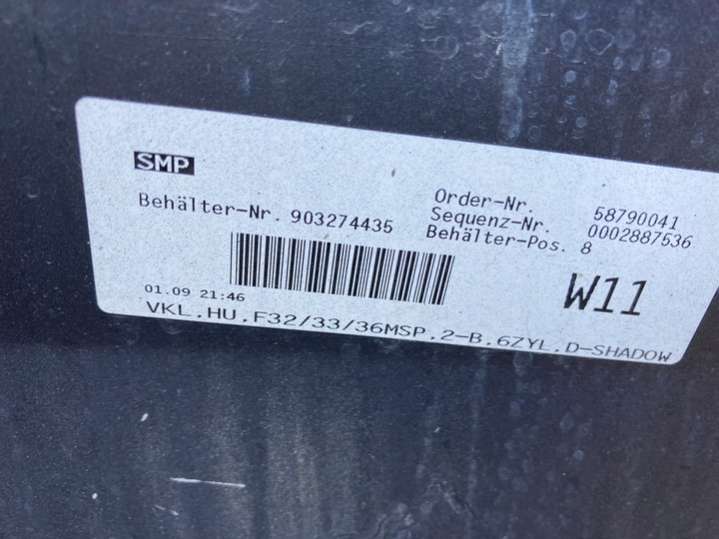 SMP
Behälter-Nr. 903274435
Order-Nr. 58790041
Sequenz-Nr. 0002887536
Behälter-Pos. 8
W11
01.09 21:46
VKL.HU.F32/33/36MSP.2-B.6ZYL.D-SHADOW